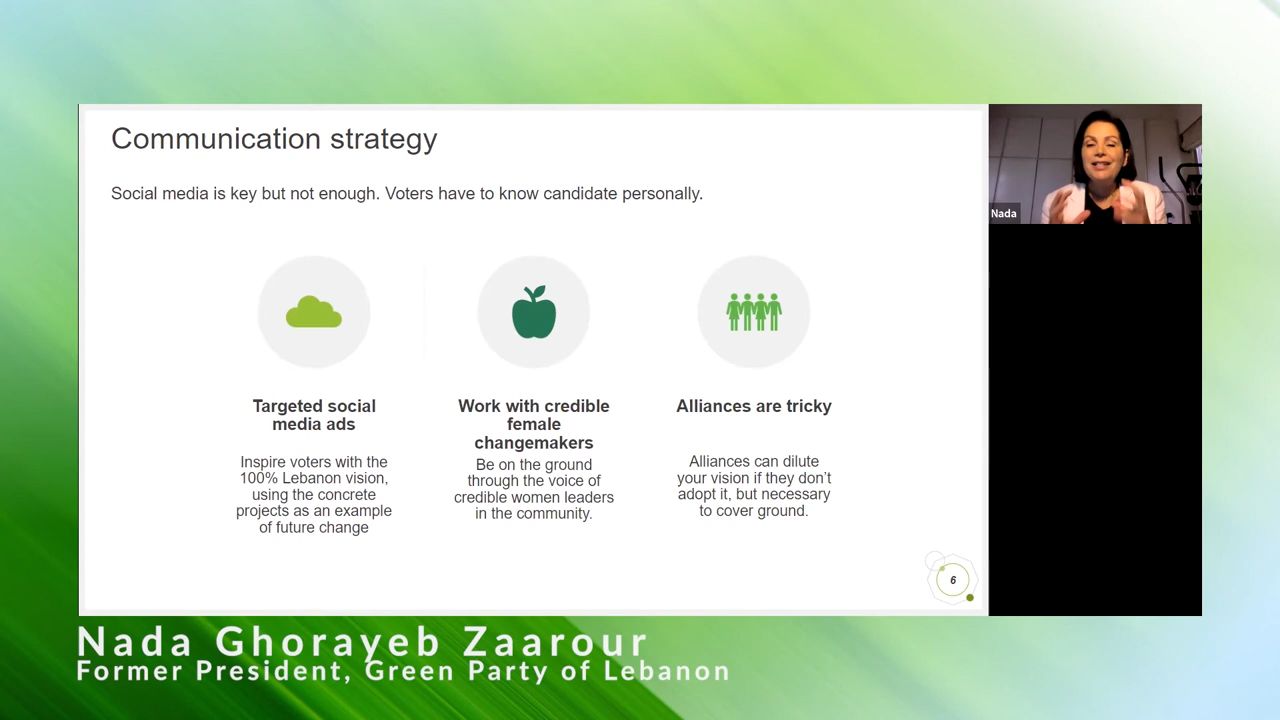 Communication strategy
Social media is key but not enough. Voters have to know candidate personally.
Targeted social
media ads
Inspire voters with the
100% Lebanon vision,
using the concrete
projects as an example
of future change
Work with credible
female
changemakers
Be on the ground
through the voice of
credible women leaders
in the community.
Alliances are tricky
Alliances can dilute
your vision if they don't
adopt it, but necessary
to cover ground.
6
Nada
Nada Ghorayeb Zaarour
Former President, Green Party of Lebanon